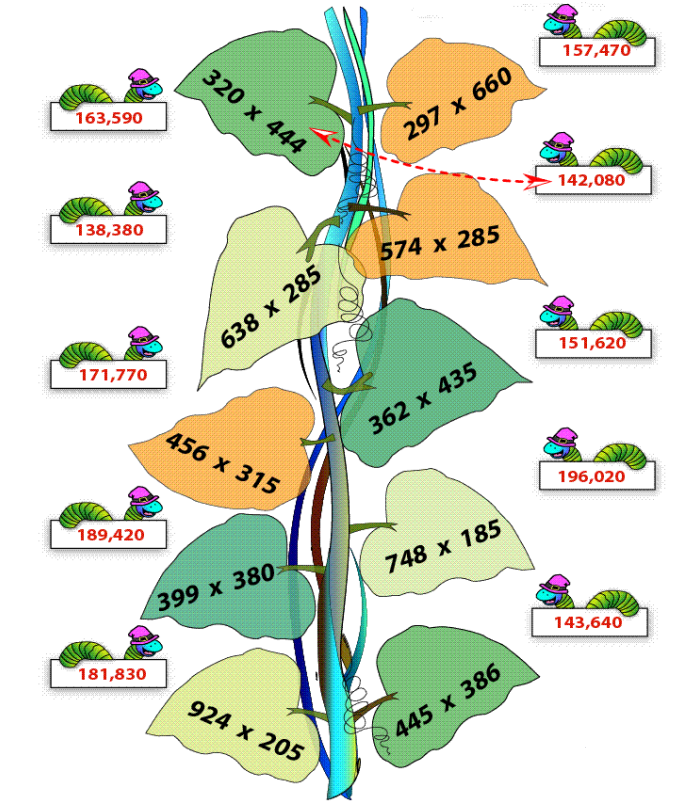 157,470
163,590
320 x 444
297 x 660
142,080
138,380
574 x 285
638 x 285
151,620
171,770
362 x 435
456 x 315
196,020
189,420
748 x 185
399 x 380
143,640
181,830
445 x 386
924 x 205